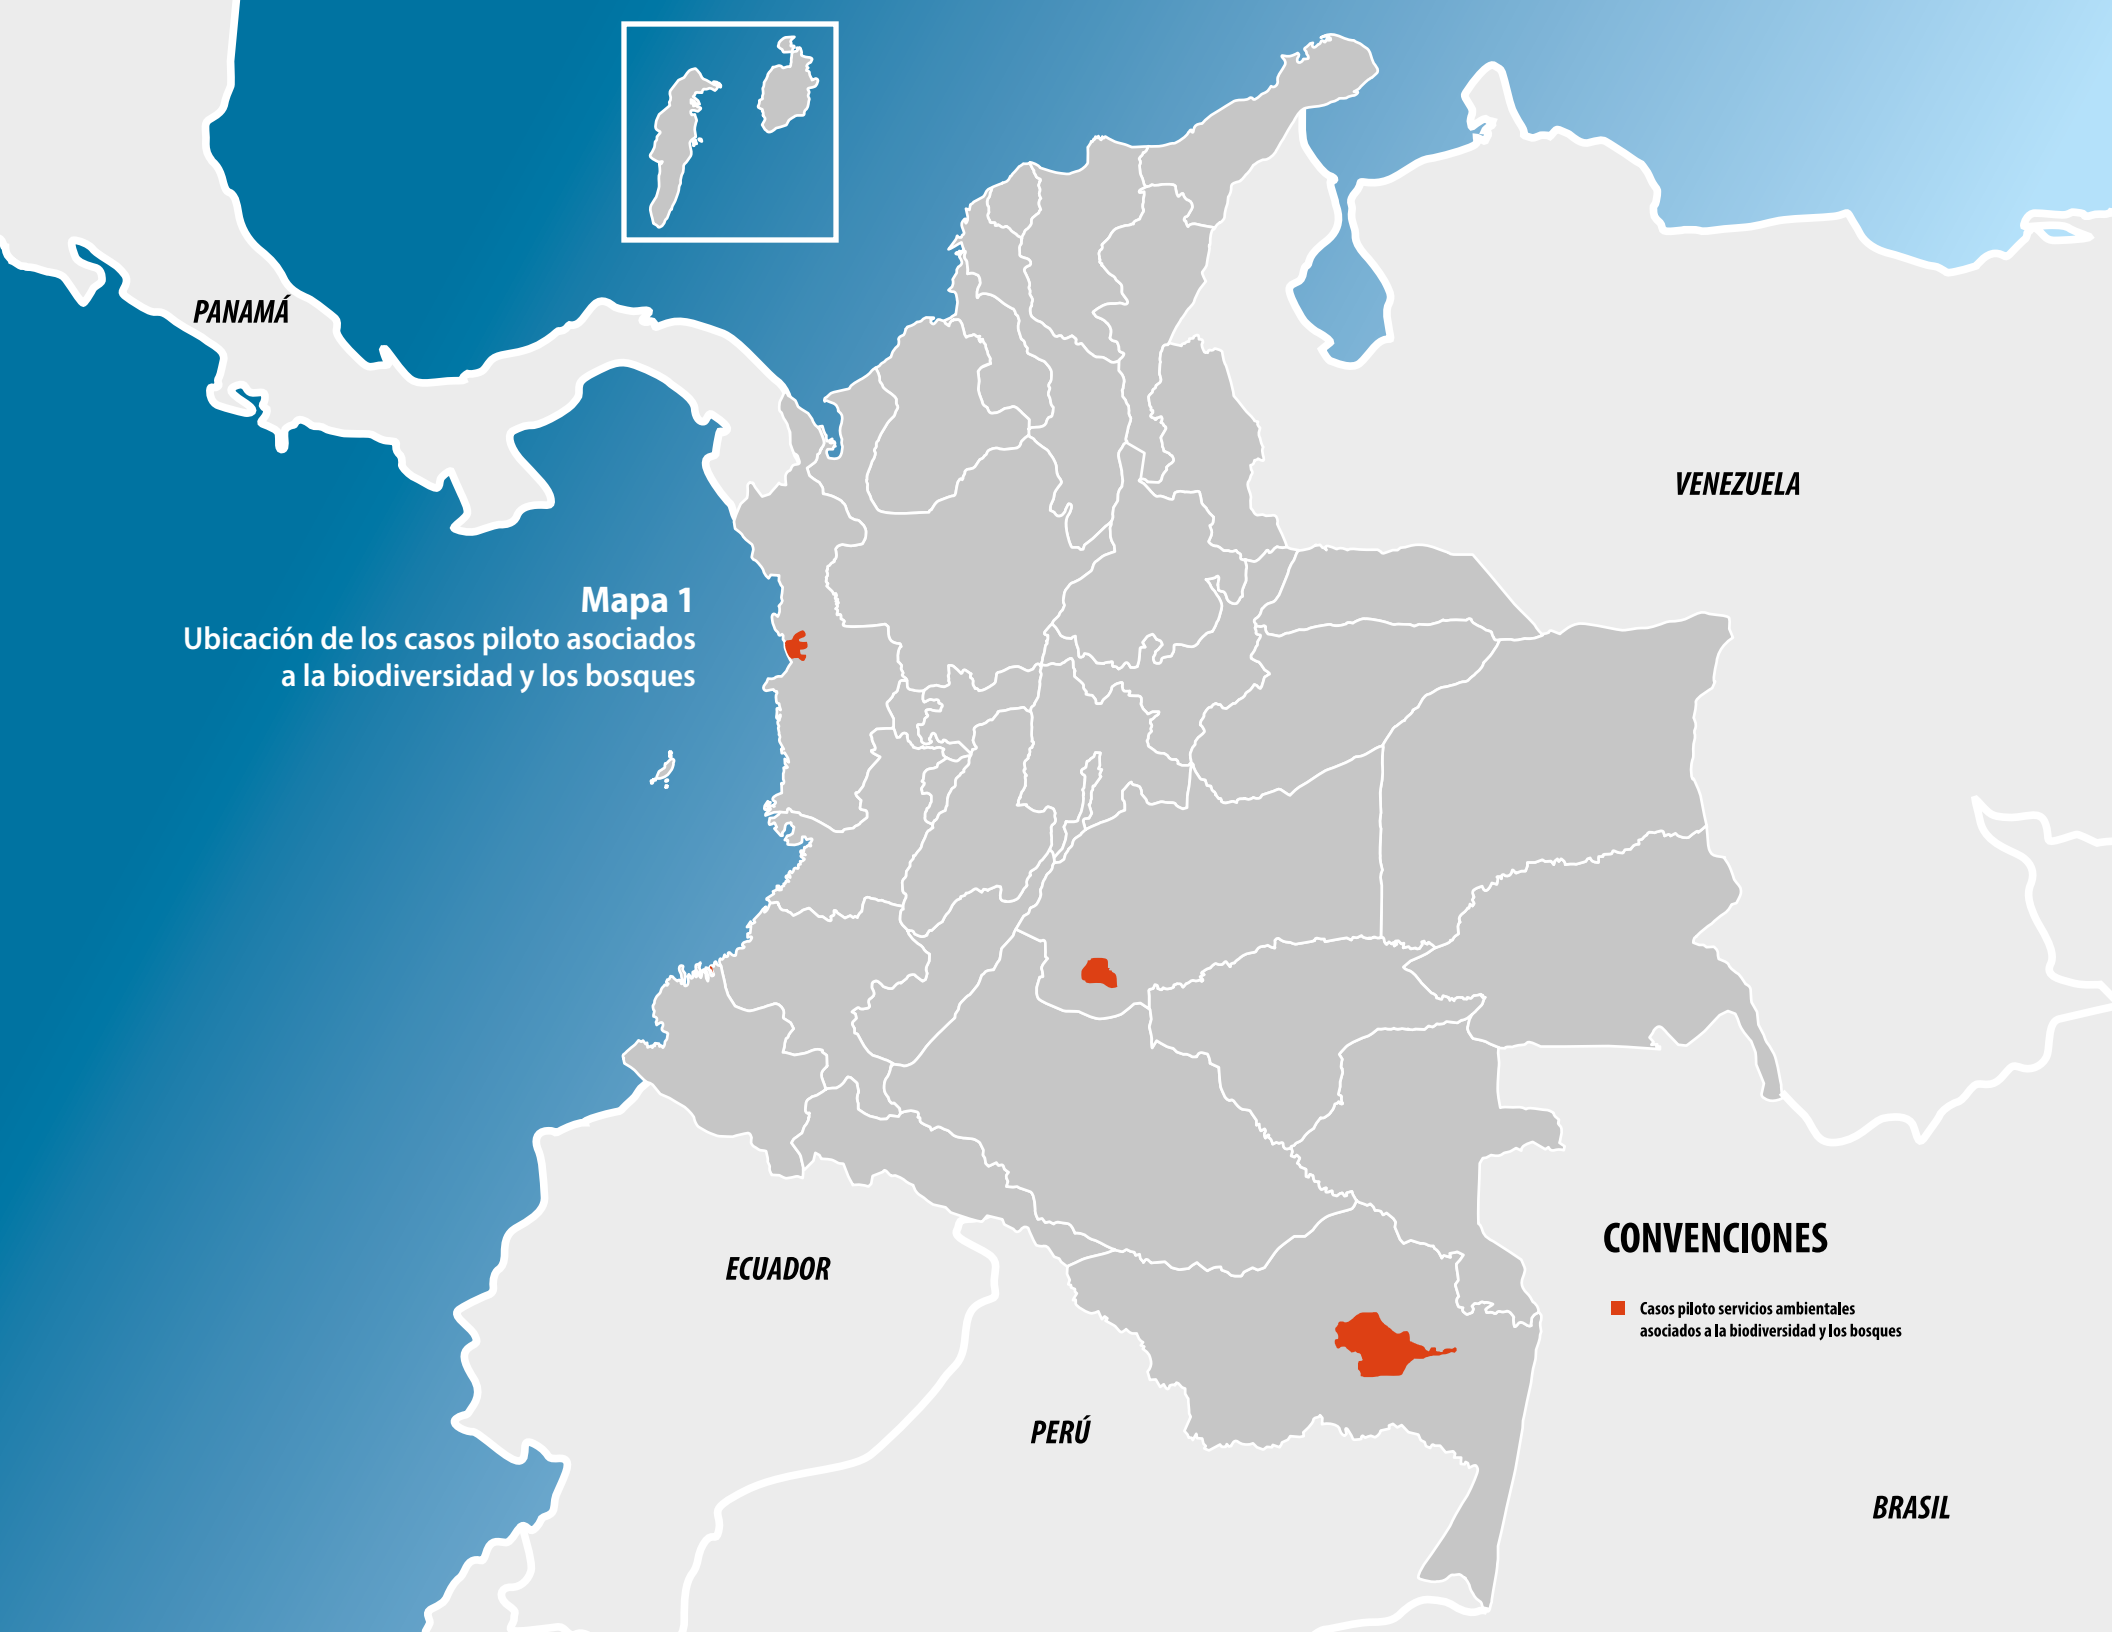 PANAMÁ
VENEZUELA
Mapa 1
Ubicación de los casos piloto asociados
a la biodiversidad y los bosques
ECUADOR
CONVENCIONES
Casos piloto servicios ambientales
asociados a la biodiversidad y los bosques
PERÚ
BRASIL